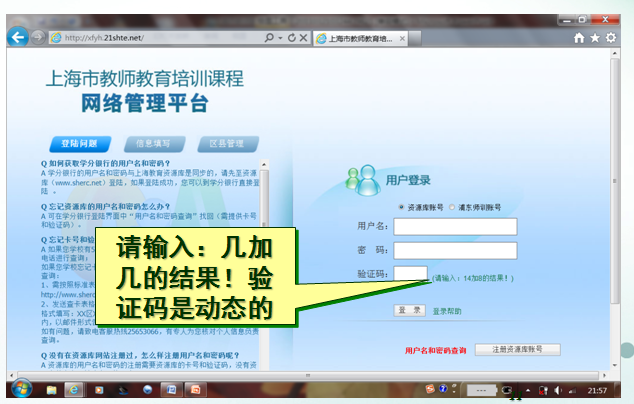 http://xfyh.21shte.net/
上海市教师教育培...
上海市教师教育培训课程
网络管理平台
登陆问题
信息填写
区县管理
Q 如何获取学分银行的用户名和密码?
A 学分银行的用户名和密码与上海教育资源库是同步的，请先至资源
库（www.sherc.net）登陆，如果登陆成功，您可以到学分银行直接登
陆 。
Q 忘记资源库的用户名和密码怎么办?
A 可在学分银行登陆界面中“用户名和密码查询”找回（需提供卡号
和验证码）。
Q 忘记卡号和验
A 如果您学校有
电话进行查询；
如果您学校忘记卡
查询：
1、需按照标准表
http://www.sherc
2、发送查卡表格
格式填写：XX区
内，以邮件形式
如有问题，请致电客服热线25653066，有专人为您核对个人信息负责
查询。
Q 没有在资源库网站注册过，怎么样注册用户名和密码呢?
A 资源库的用户名和密码的注册需要资源库的卡号和验证码，没有资
请输入：几加
几的结果！验
证码是动态的
用户登录
资源库账号
浦东师训账号
用户名：
密 码：
验证码：
(请输入：14加8的结果！)
登 录
登录帮助
用户名和密码查询
注册资源库账号
21:57